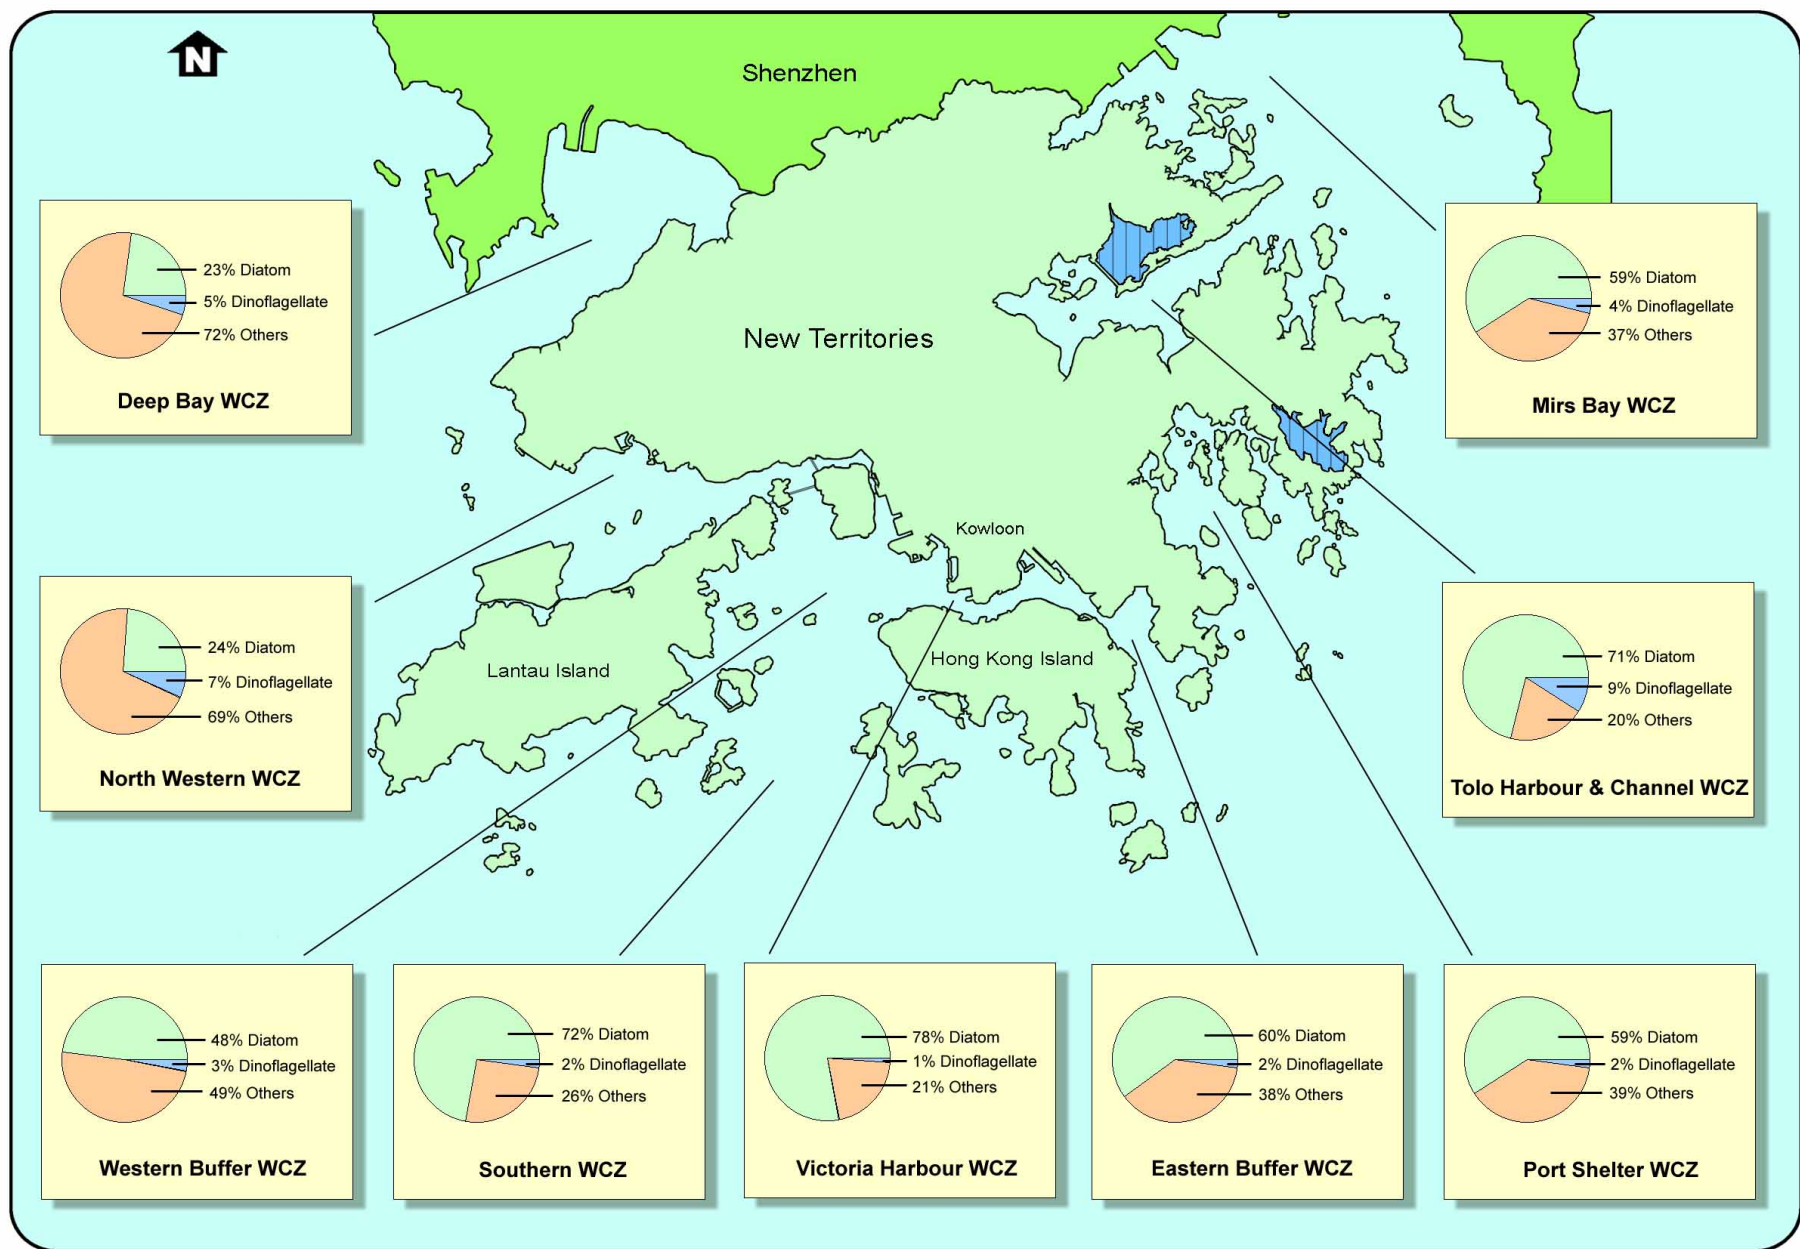 N
Shenzhen
New Territories
Kowloon
Lantau Island
Hong Kong Island
23% Diatom
5% Dinoflagellate
72% Others
Deep Bay WCZ
59% Diatom
4% Dinoflagellate
37% Others
Mirs Bay WCZ
24% Diatom
7% Dinoflagellate
69% Others
North Western WCZ
71% Diatom
9% Dinoflagellate
20% Others
Tolo Harbour & Channel WCZ
48% Diatom
3% Dinoflagellate
49% Others
Western Buffer WCZ
72% Diatom
2% Dinoflagellate
26% Others
Southern WCZ
78% Diatom
1% Dinoflagellate
21% Others
Victoria Harbour WCZ
60% Diatom
2% Dinoflagellate
38% Others
Eastern Buffer WCZ
59% Diatom
2% Dinoflagellate
39% Others
Port Shelter WCZ